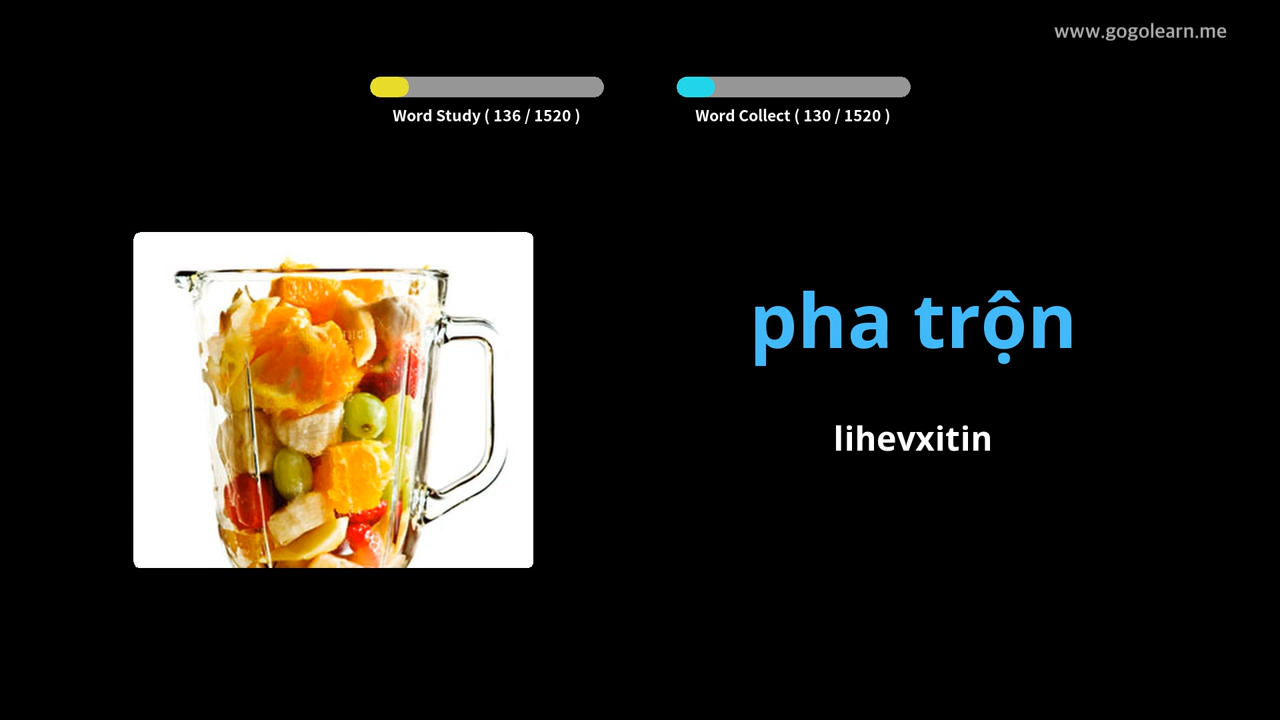 www.gogolearn.me
Word Study ( 136 / 1520 )
Word Collect ( 130 / 1520 )
pha trộn
lihevxitin